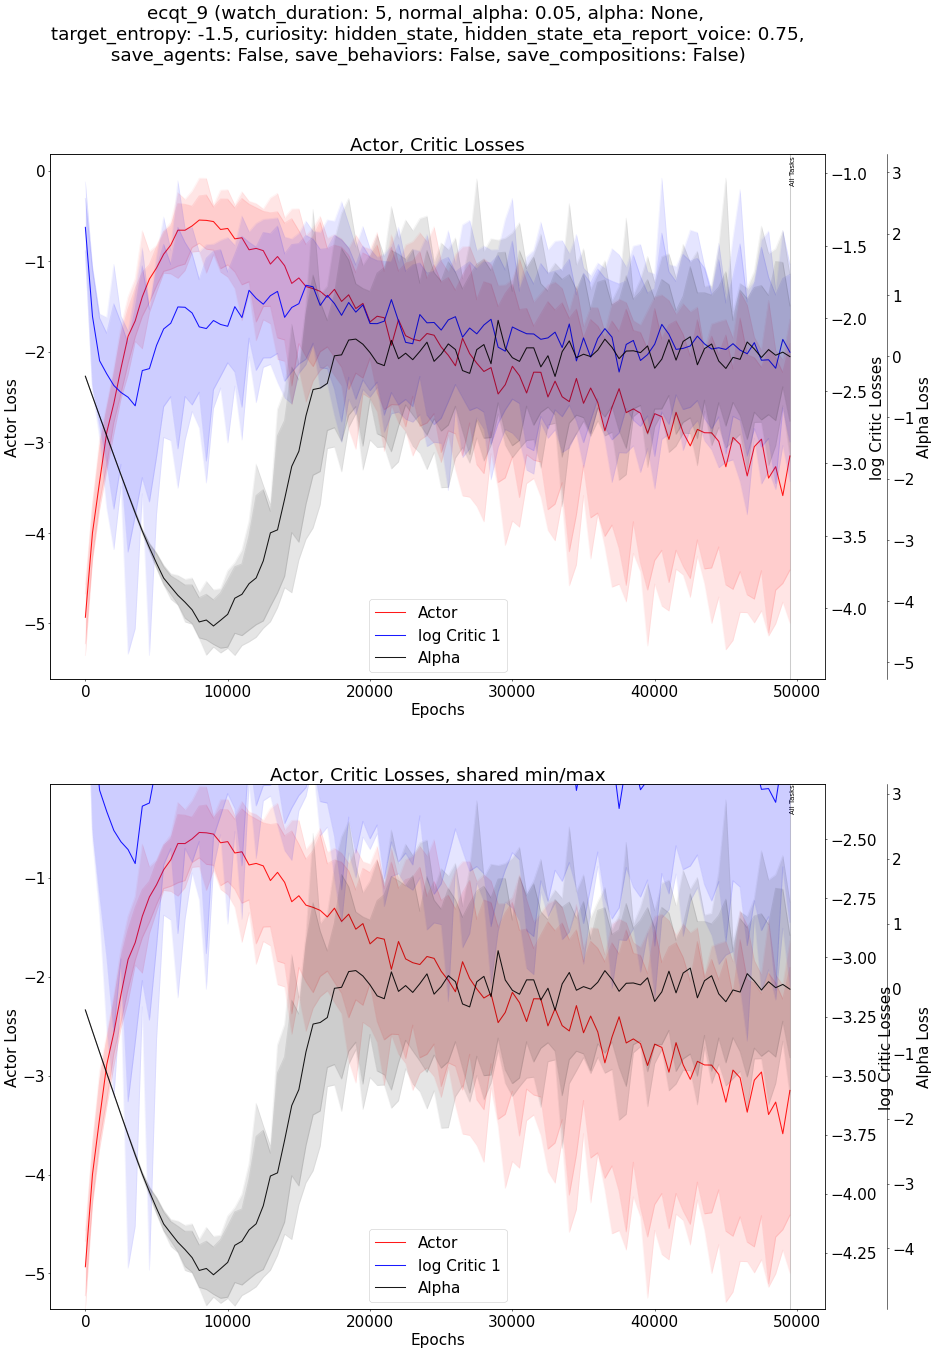 ecqt_9 (watch_duration: 5, normal_alpha: 0.05, alpha: None,
target_entropy: -1.5, curiosity: hidden_state, hidden_state_eta_report_voice: 0.75,
save_agents: False, save_behaviors: False, save_compositions: False)
Actor, Critic Losses
0
−1
−2
−3
−4
−5
Actor Loss
0
10000
20000
30000
40000
50000
Epochs
−1.0
−1.5
−2.0
−2.5
−3.0
−3.5
−4.0
log Critic Losses
3
2
1
0
−1
−2
−3
−4
−5
Alpha Loss
All Tasks
Actor
log Critic 1
Alpha
Actor, Critic Losses, shared min/max
−1
−2
−3
−4
−5
Actor Loss
0
10000
20000
30000
40000
50000
Epochs
−2.50
−2.75
−3.00
−3.25
−3.50
−3.75
−4.00
−4.25
log Critic Losses
3
2
1
0
−1
−2
−3
−4
Alpha Loss
All Tasks
Actor
log Critic 1
Alpha